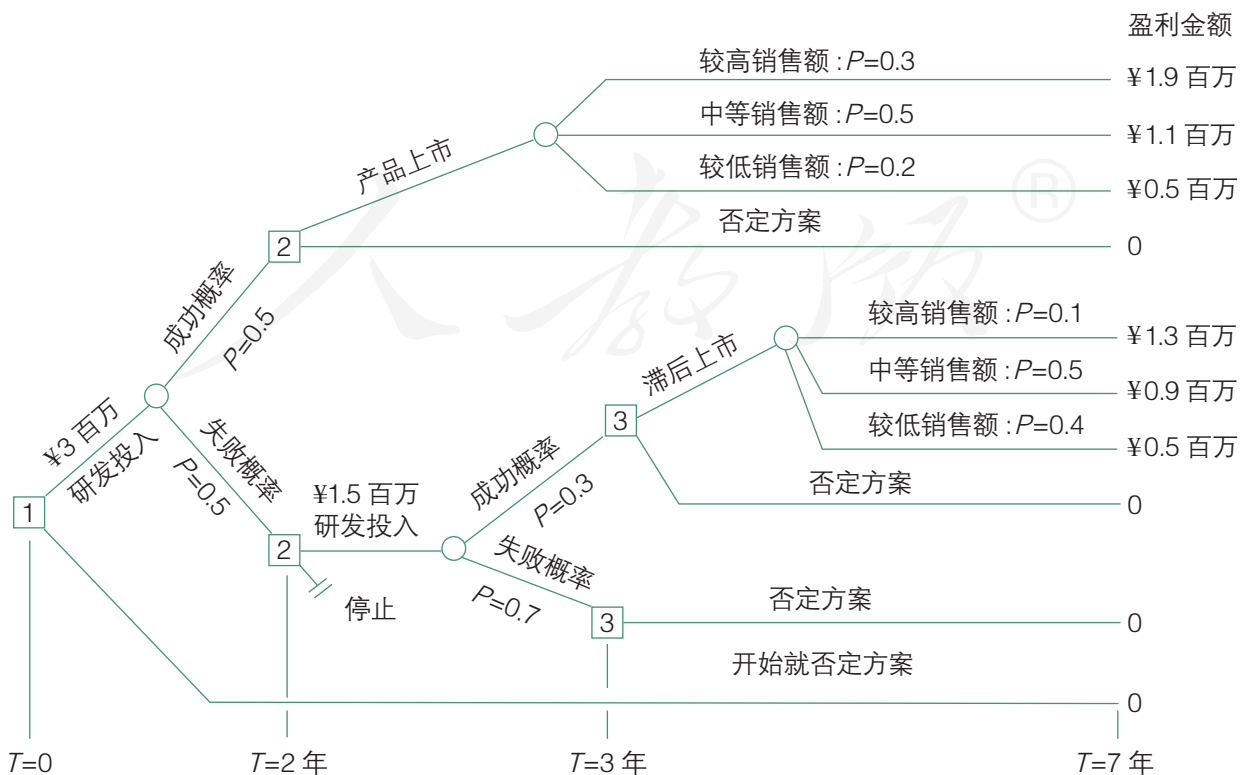 盈利金额
较高销售额:P=0.3
¥1.9 百万
中等销售额:P=0.5
¥1.1 百万
产品上市
较低销售额:P=0.2
¥0.5 百万
否定方案
2
0
人教版®
成功概率
P=0.5
较高销售额:P=0.1
¥1.3 百万
滞后上市
中等销售额:P=0.5
¥0.9 百万
较低销售额:P=0.4
¥0.5 百万
3
¥3 百万
研发投入
失败概率
P=0.5
成功概率
P=0.3
否定方案
0
1
¥1.5 百万
研发投入
2
停止
失败概率
P=0.7
3
否定方案
0
开始就否定方案
0
T=0
T=2 年
T=3 年
T=7 年